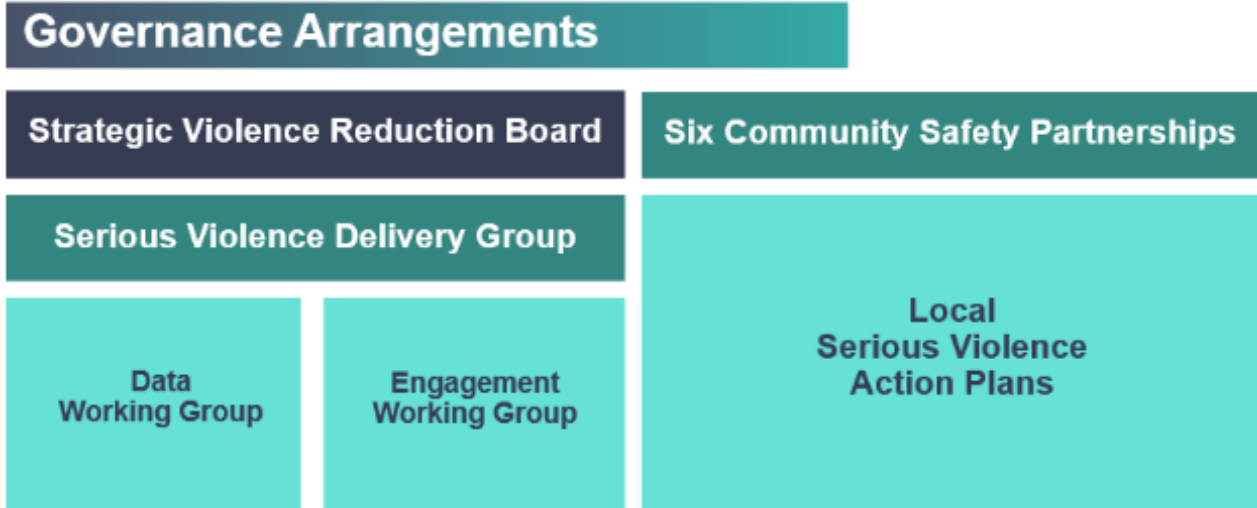 Governance Arrangements
Strategic Violence Reduction Board
Six Community Safety Partnerships
Serious Violence Delivery Group
Data
Working Group
Engagement
Working Group
Local
Serious Violence
Action Plans